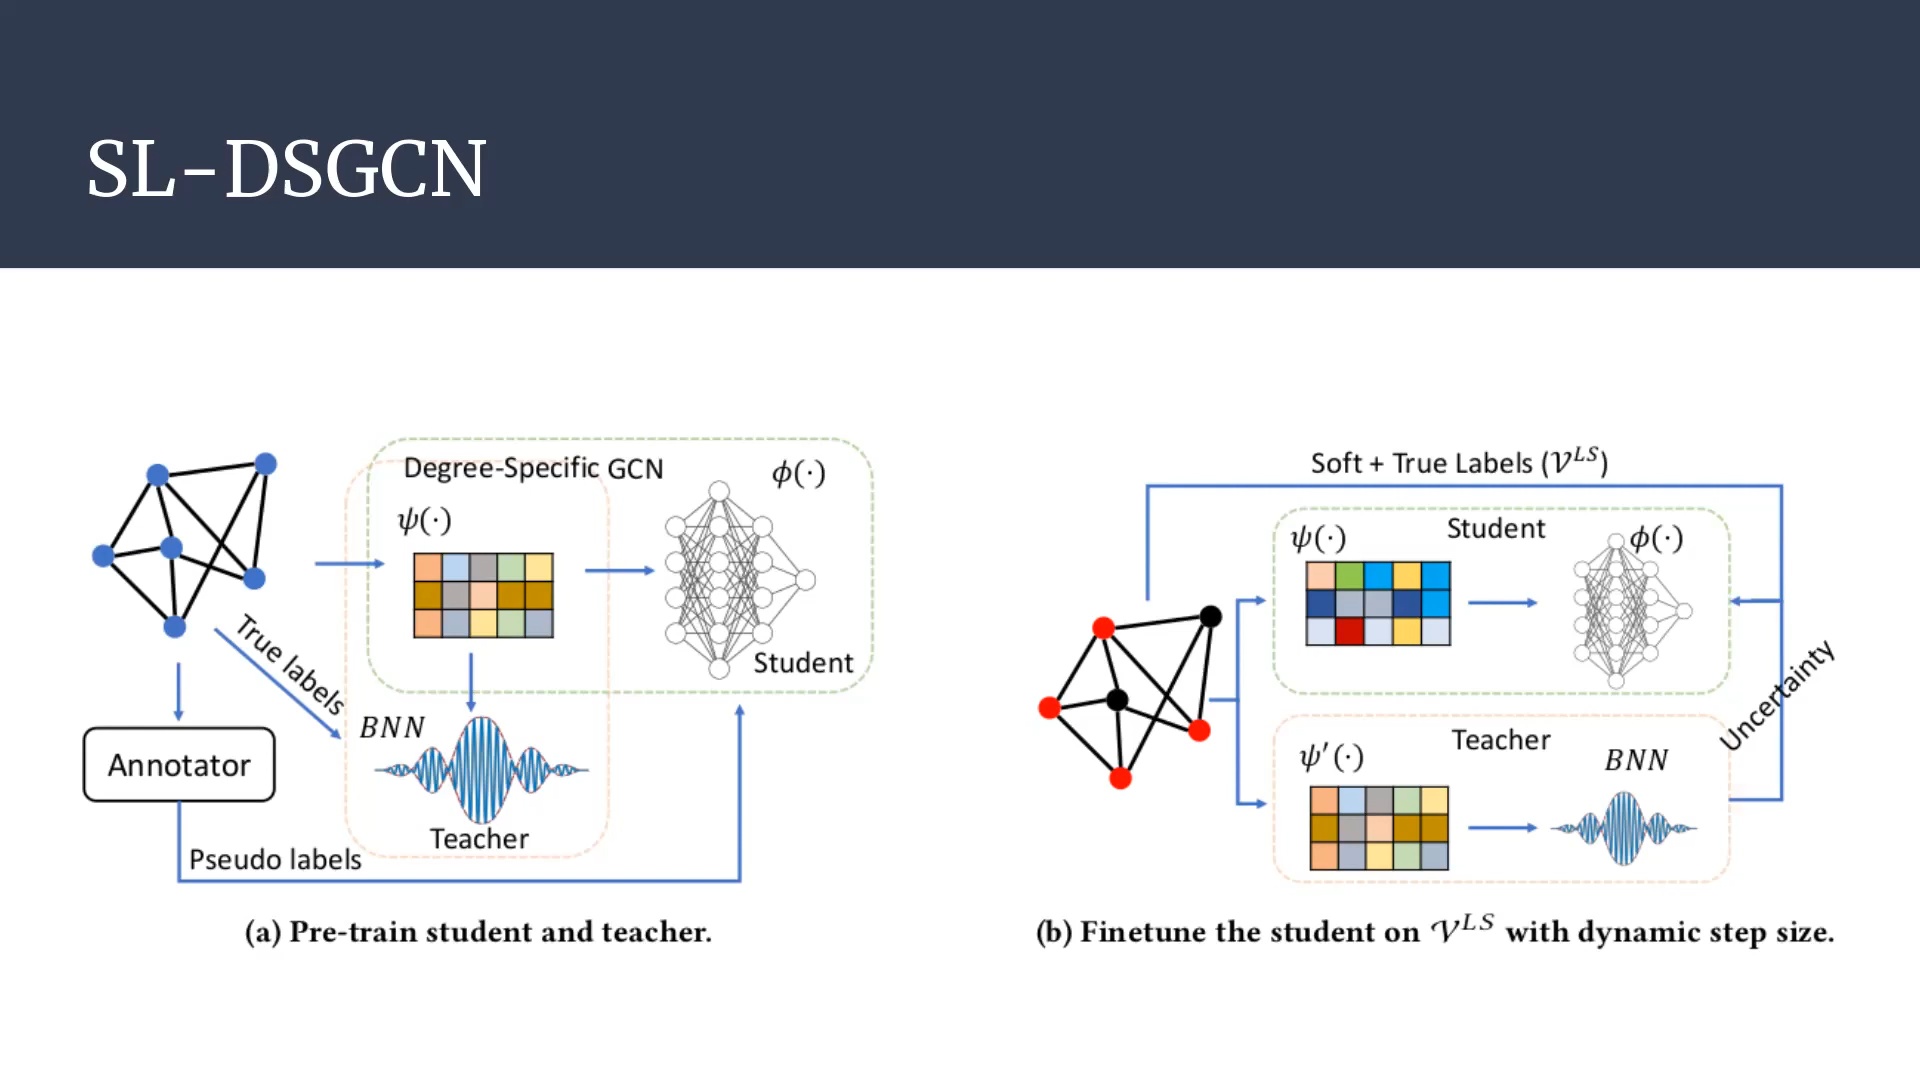 SL-DSGCN
Degree-Specific GCN
ϕ(·)
ψ(·)
Student
True labels
BNN
Annotator
Teacher
Pseudo labels
(a) Pre-train student and teacher.
Soft + True Labels (𝒱^{LS})
Student
ψ(·)
ϕ(·)
Uncertainty
Teacher
ψ′(·)
BNN
(b) Finetune the student on 𝒱^{LS} with dynamic step size.